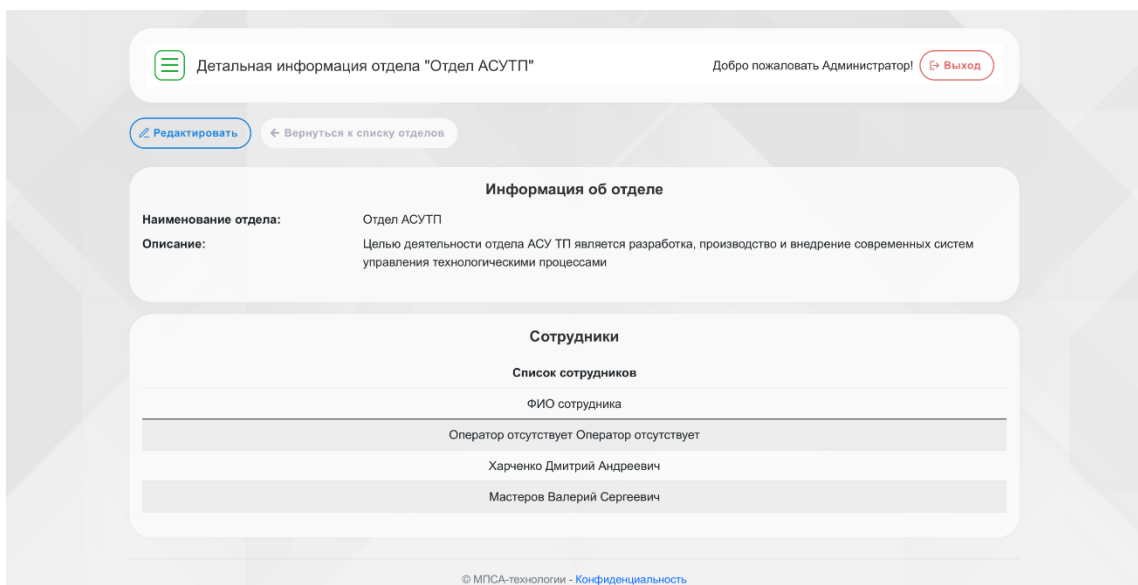 Детальная информация отдела "Отдел АСУТП"
Добро пожаловать Администратор!
Выход
Редактировать
Вернуться к списку отделов
Информация об отделе
Наименование отдела: Отдел АСУТП
Описание: Целью деятельности отдела АСУ ТП является разработка, производство и внедрение современных систем
управления технологическими процессами
Сотрудники
Список сотрудников
ФИО сотрудника
Оператор отсутствует Оператор отсутствует
Харченко Дмитрий Андреевич
Мастеров Валерий Сергеевич
© МПСА-технологии - Конфиденциальность